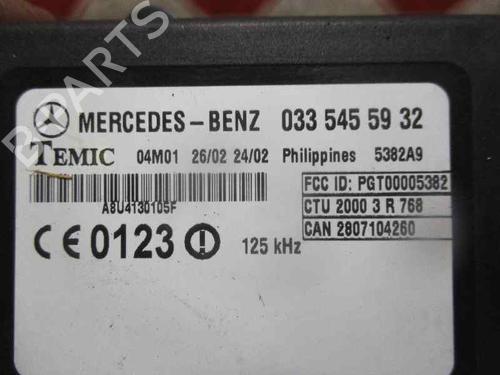 B-PARTS
MERCEDES-BENZ 033 545 59 32
TEMIC 04M01 26/02 24/02 Philippines 5382A9
FCC ID: PGT00005382
A8U4130105F
CTU 2000 3 R 768
CE 0123 125 kHz
CAN 2807104260